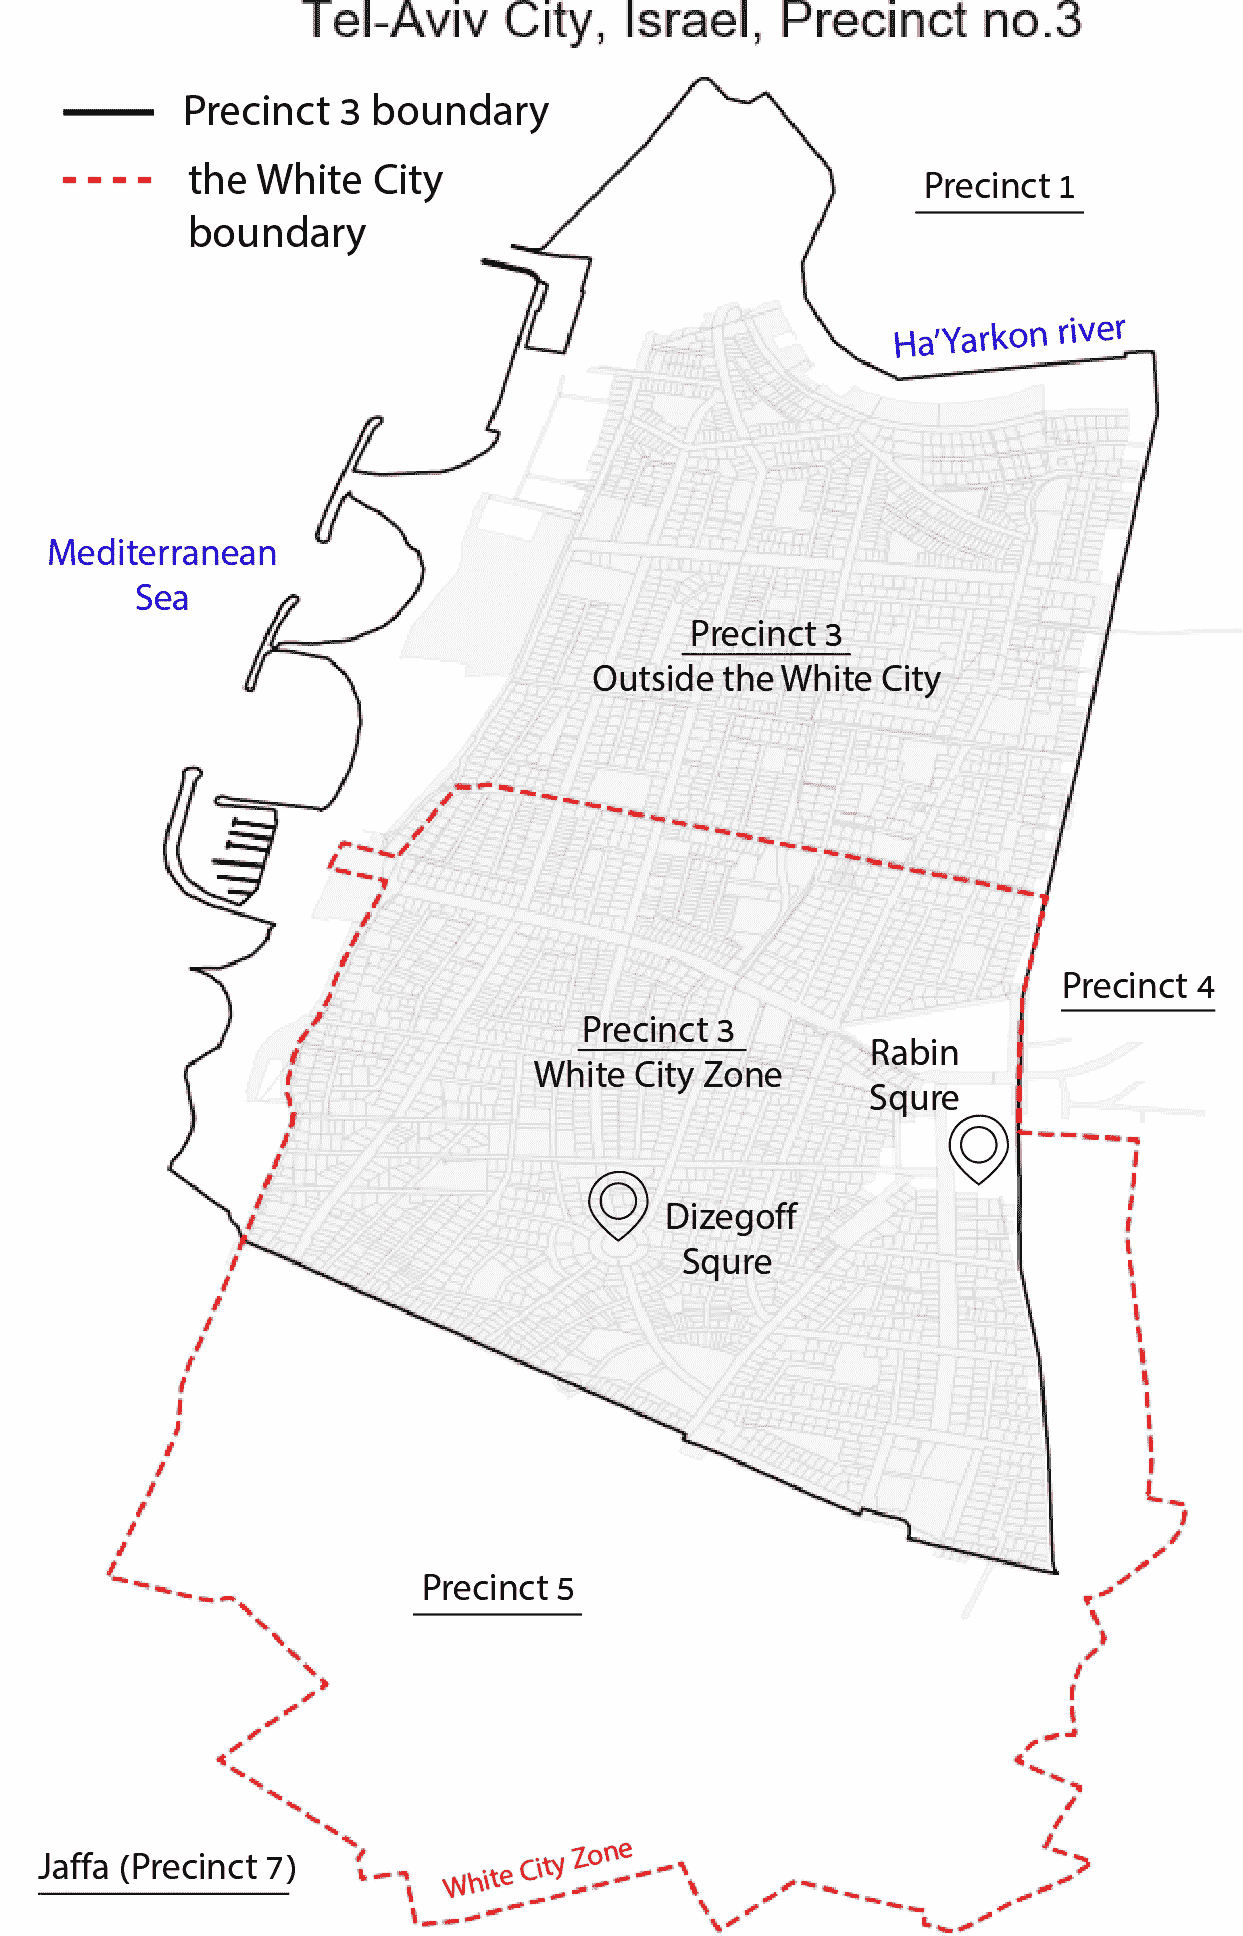 Tel-Aviv City, Israel, Precinct no.3
Precinct 3 boundary
the White City
boundary
Precinct 1
Ha'Yarkon river
Mediterranean
Sea
Precinct 3
Outside the White City
Precinct 4
Precinct 3
White City Zone
Rabin
Squre
Dizegoff
Squre
Precinct 5
White City Zone
Jaffa (Precinct 7)